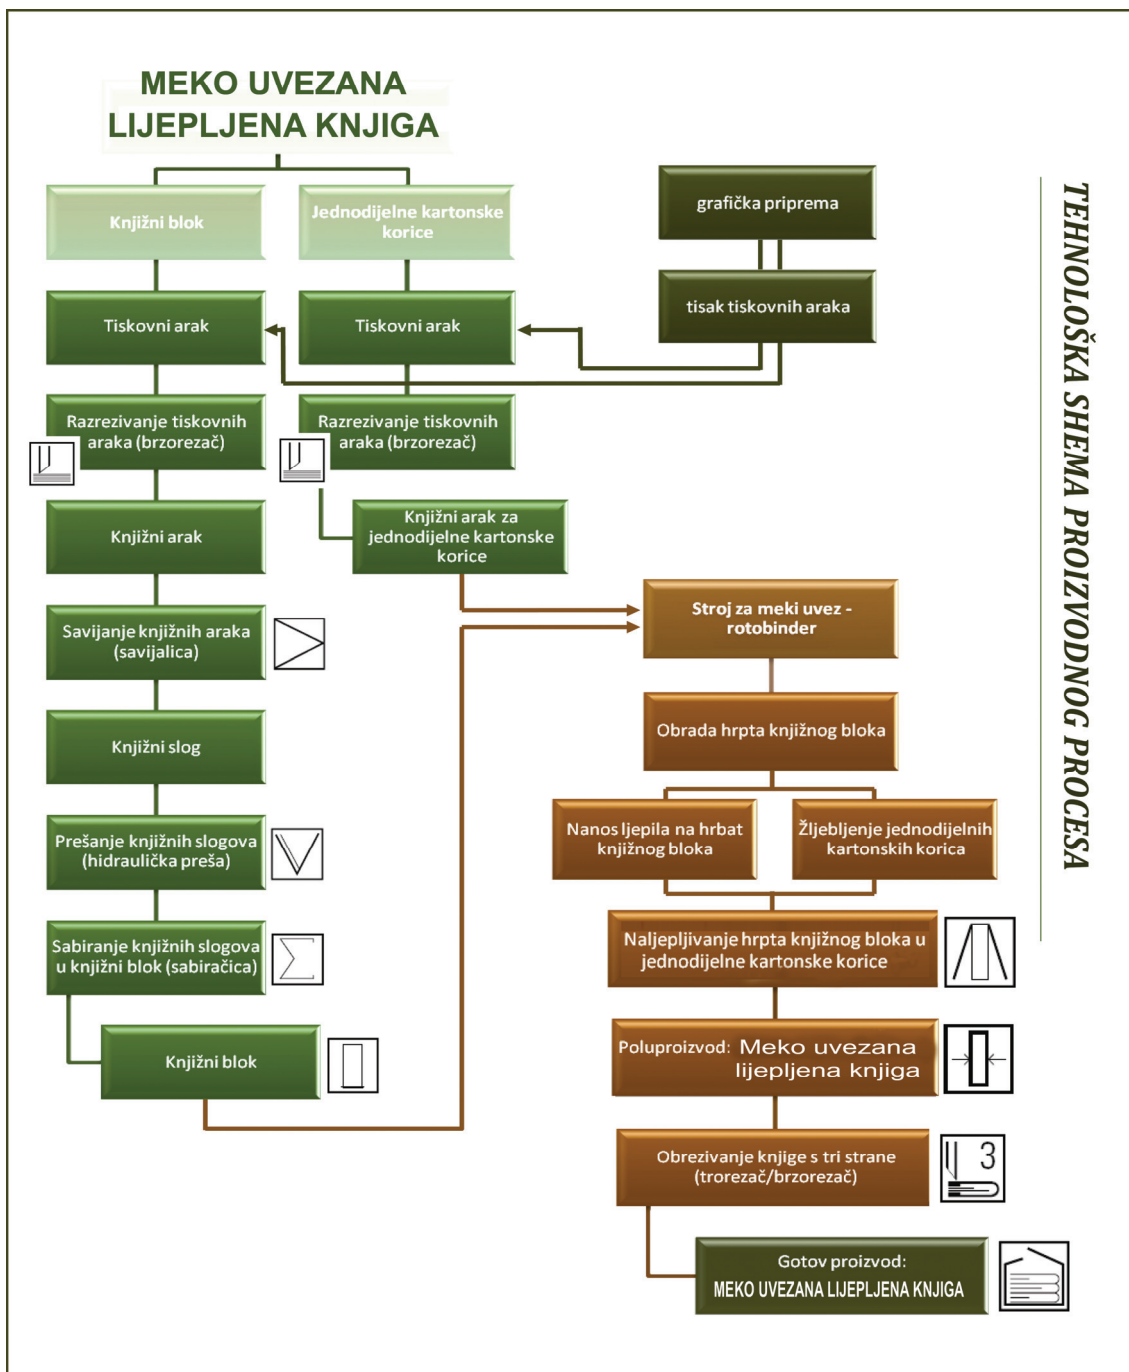 MEKO UVEZANA
LIJEPLJENA KNJIGA
Knjižni blok
Jednodijelne kartonske
korice
grafička priprema
tisak tiskovnih araka
Tiskovni arak
Tiskovni arak
Razrezivanje tiskovnih
araka (brzorezač)
Razrezivanje tiskovnih
araka (brzorezač)
Knjižni arak
Knjižni arak za
jednodijelne kartonske
korice
Savijanje knjižnih araka
(savijalica)
Knjižni slog
Prešanje knjižnih slogova
(hidraulička preša)
Sabiranje knjižnih slogova
u knjižni blok (sabiračica)
Knjižni blok
Stroj za meki uvez -
rotobinder
Obrada hrpta knjižnog bloka
Nanos ljepila na hrbat
knjižnog bloka
Žljebljenje jednodijelnih
kartonskih korica
Naljepljivanje hrpta knjižnog bloka u
jednodijelne kartonske korice
Poluproizvod: Meko uvezana
lijepljena knjiga
Obrezivanje knjige s tri strane
(trorezač/brzorezač)
3
Gotov proizvod:
MEKO UVEZANA LIJEPLJENA KNJIGA
TEHNOLOŠKA SHEMA PROIZVODNOG PROCESA